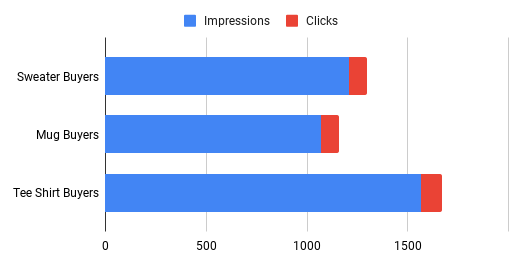 Impressions Clicks
Sweater Buyers
Mug Buyers
Tee Shirt Buyers
0 500 1000 1500